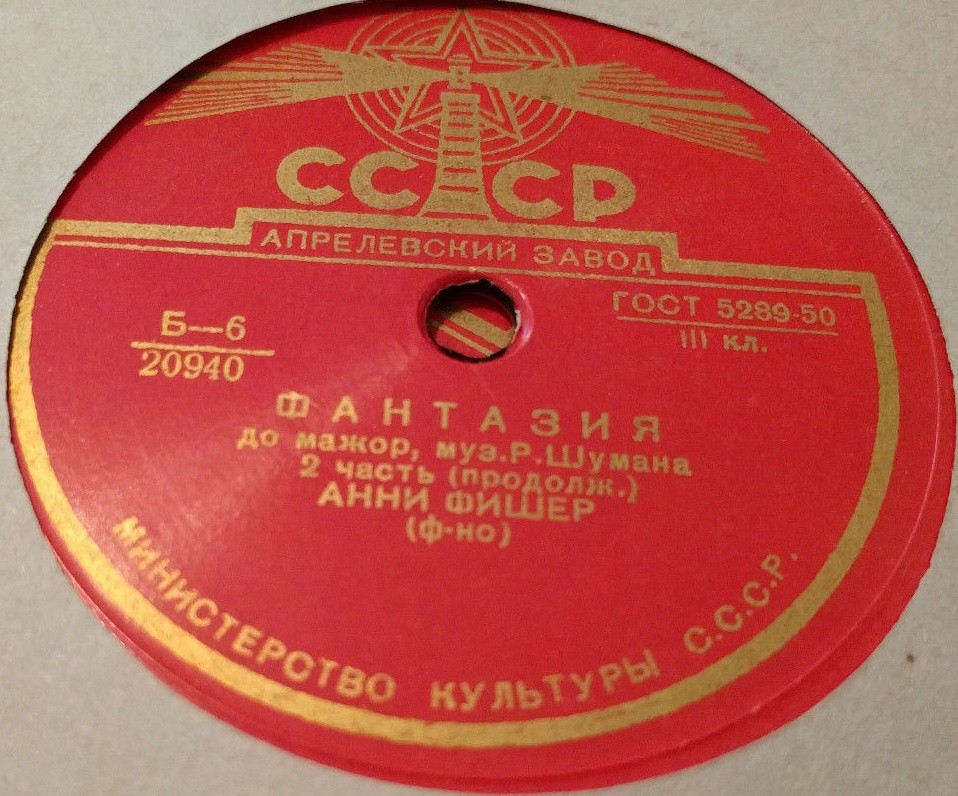 СССР
АПРЕЛЕВСКИЙ ЗАВОД
Б—6
20940
ГОСТ 5289-50
III кл.
ФАНТАЗИЯ
до мажор, муз.Р.Шумана
2 часть (продолж.)
АННИ ФИШЕР
(ф-но)
МИНИСТЕРСТВО КУЛЬТУРЫ С.С.С.Р.